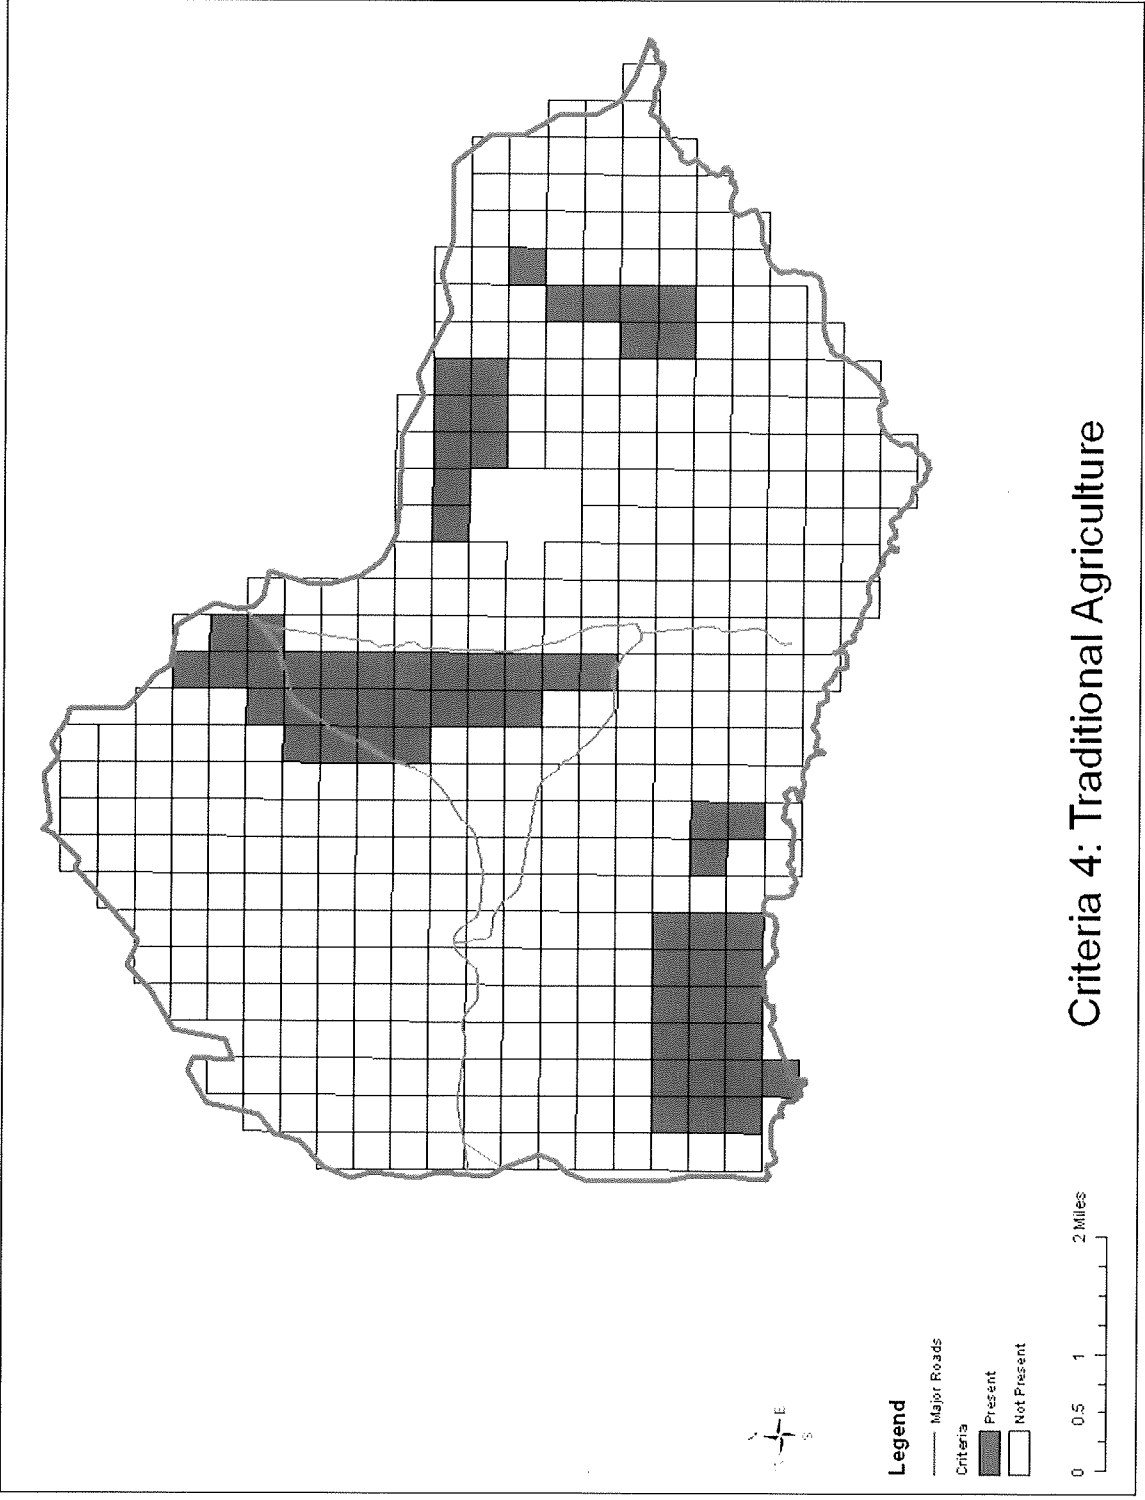 Criteria 4: Traditional Agriculture
E
S
Legend
Major Roads
Criteria
Present
Not Present
0 0.5 1 2 Miles